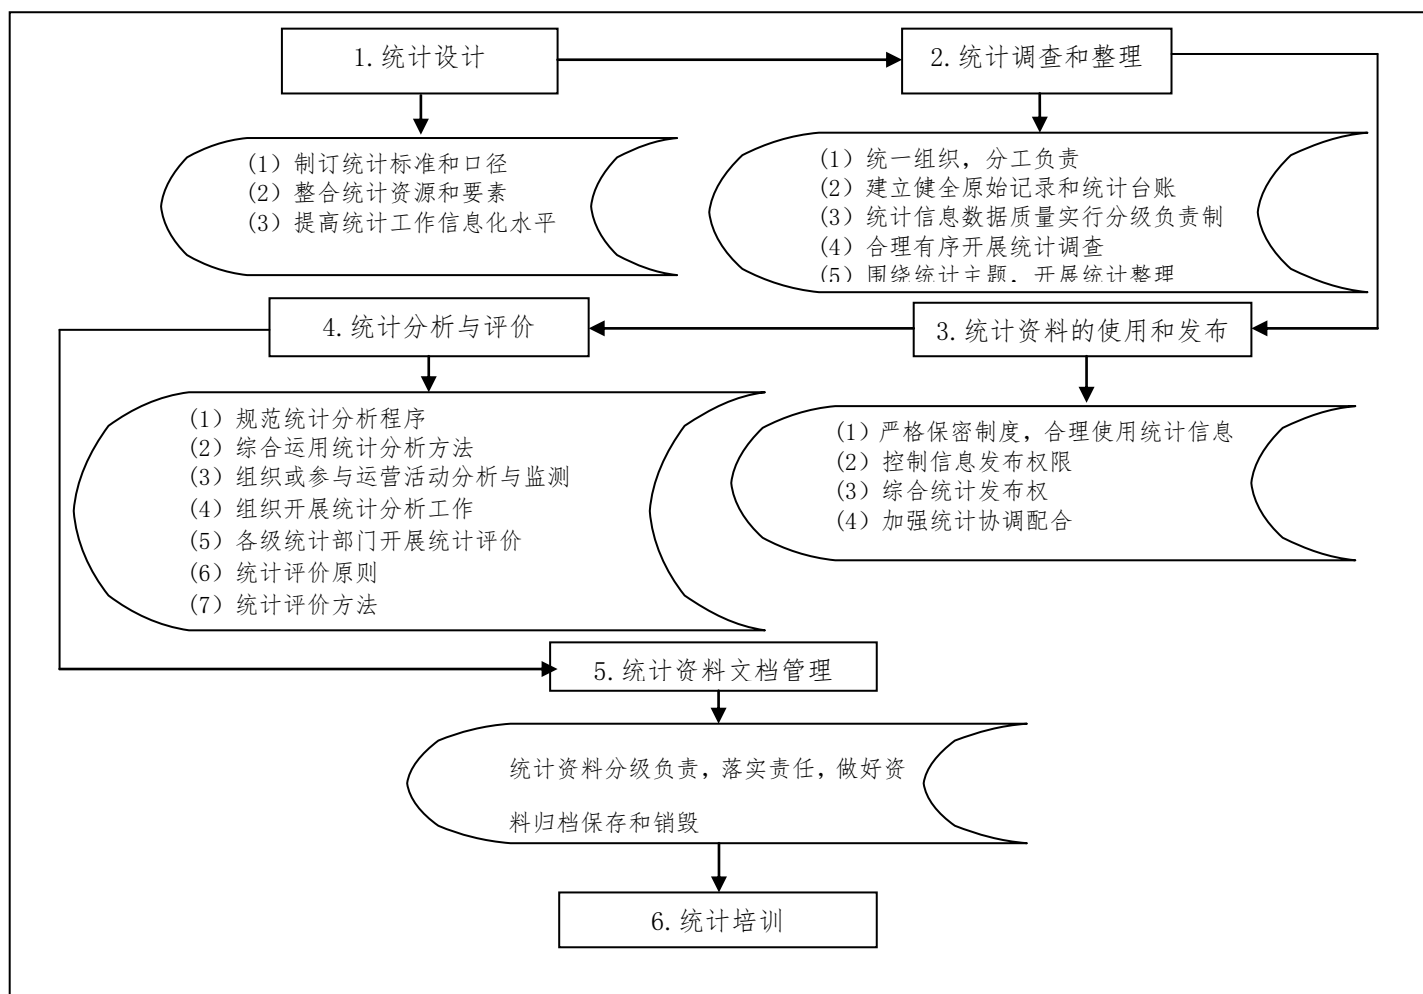 1.统计设计
2.统计调查和整理
(1) 制订统计标准和口径
(2) 整合统计资源和要素
(3) 提高统计工作信息化水平
(1) 统一组织，分工负责
(2) 建立健全原始记录和统计台账
(3) 统计信息数据质量实行分级负责制
(4) 合理有序开展统计调查
(5) 围绕统计主题，开展统计整理
4.统计分析与评价
3.统计资料的使用和发布
(1) 规范统计分析程序
(2) 综合运用统计分析方法
(3) 组织或参与运营活动分析与监测
(4) 组织开展统计分析工作
(5) 各级统计部门开展统计评价
(6) 统计评价原则
(7) 统计评价方法
(1) 严格保密制度，合理使用统计信息
(2) 控制信息发布权限
(3) 综合统计发布权
(4) 加强统计协调配合
5.统计资料文档管理
统计资料分级负责，落实责任，做好资
料归档保存和销毁
6.统计培训